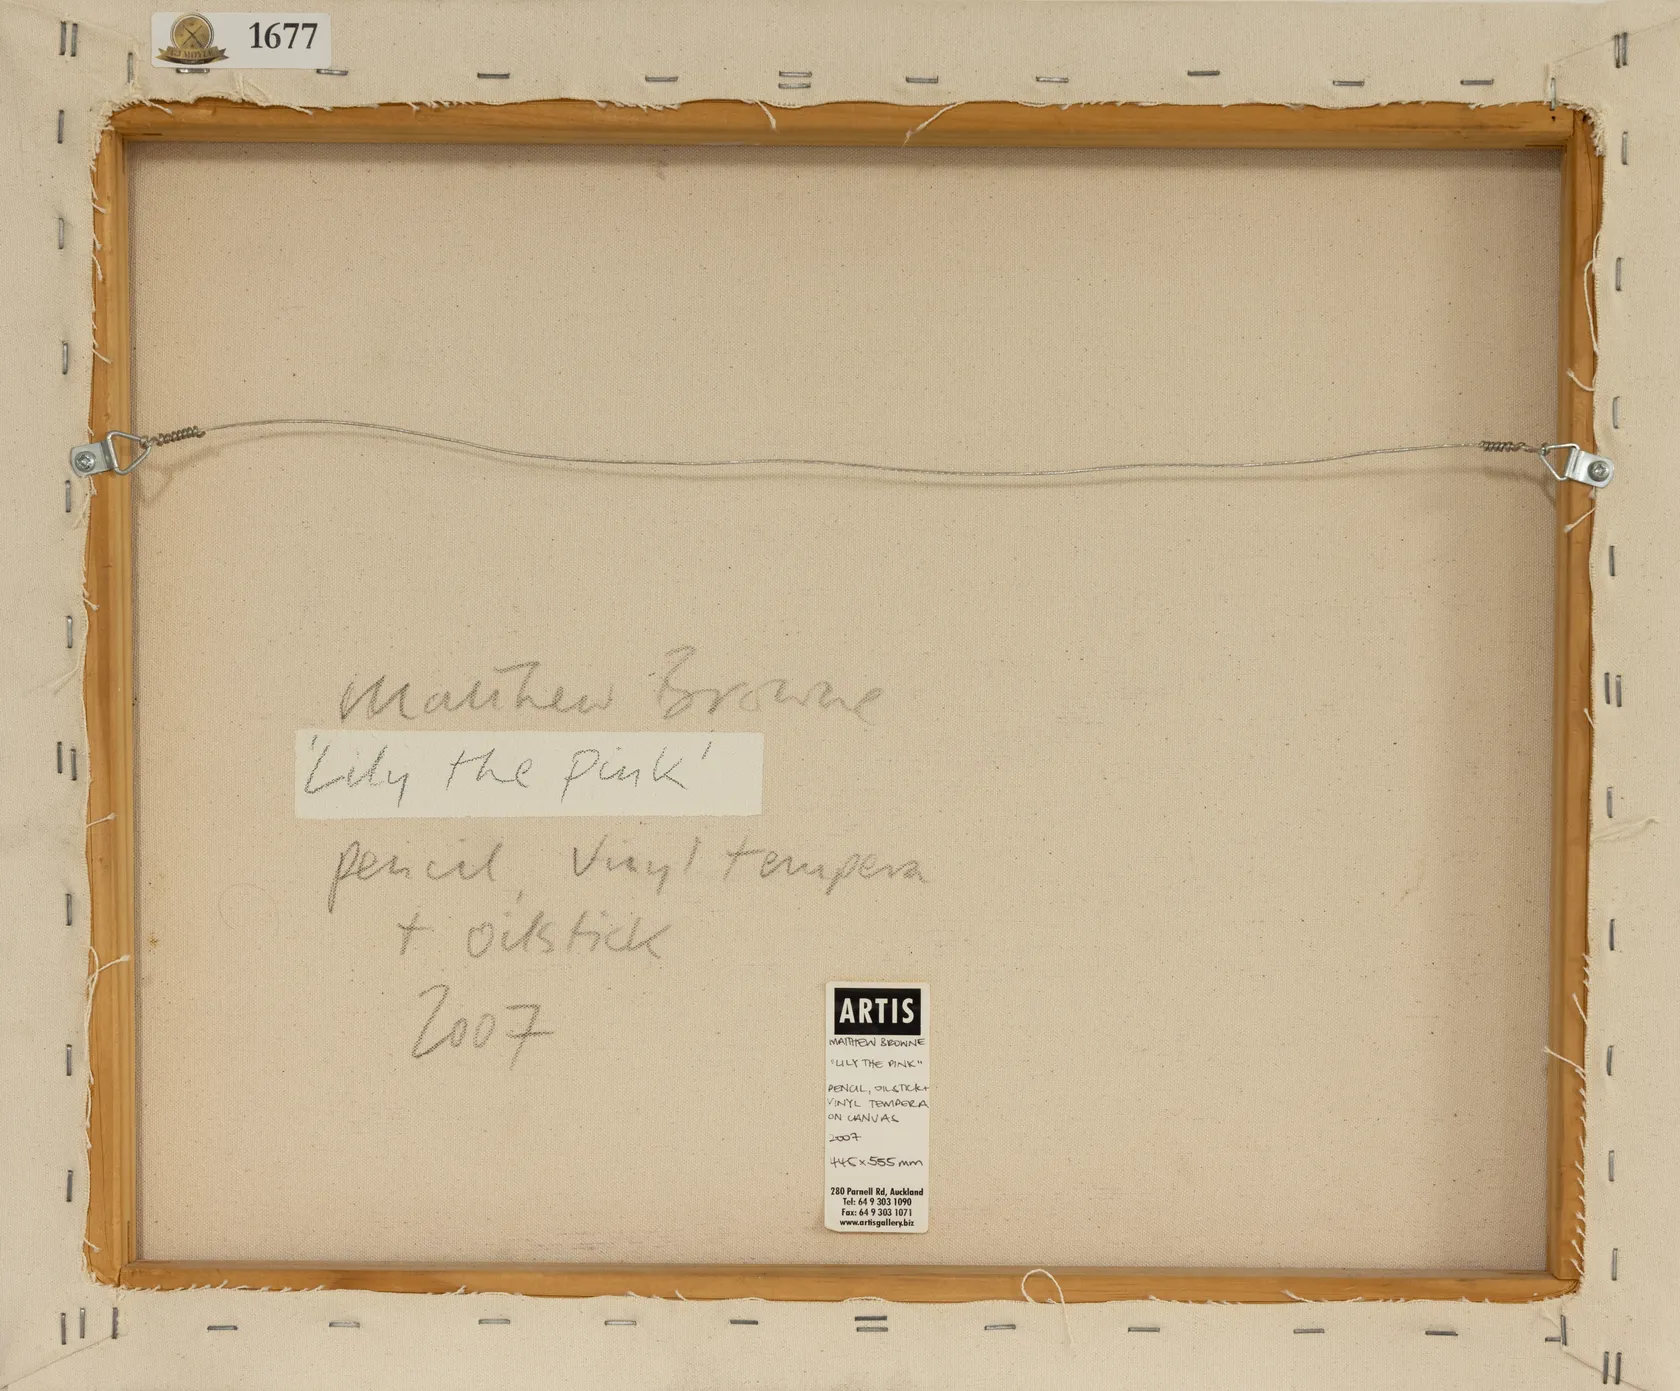 1677
Matthew Browne
'Lily the Pink'
pencil, vinyl tempera
+ oilstick
2007
ARTIS
MATTHEW BROWNE
"LILY THE PINK"
PENCIL, OILSTICK +
VINYL TEMPERA
ON CANVAS
2007
445 x 555 mm
280 Parnell Rd, Auckland
Tel: 64 9 303 1090
Fax: 64 9 303 1071
www.artisgallery.biz